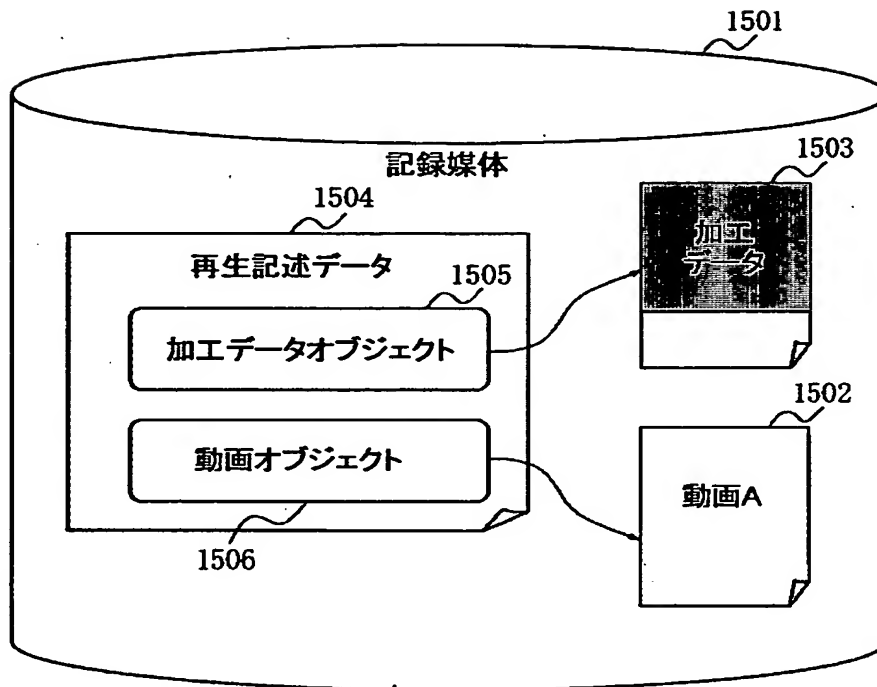 1501
記録媒体
1503
加工
データ
1504
再生記述データ
1505
加工データオブジェクト
1502
動画オブジェクト
動画A
1506